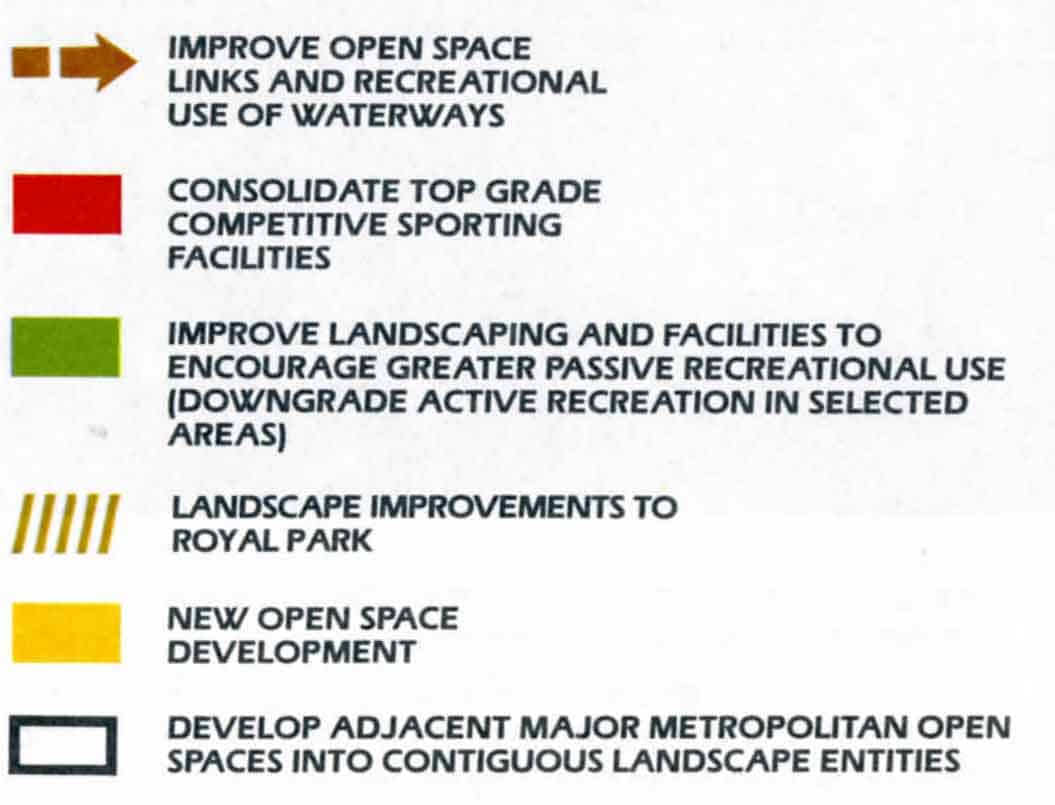 IMPROVE OPEN SPACE
LINKS AND RECREATIONAL
USE OF WATERWAYS
CONSOLIDATE TOP GRADE
COMPETITIVE SPORTING
FACILITIES
IMPROVE LANDSCAPING AND FACILITIES TO
ENCOURAGE GREATER PASSIVE RECREATIONAL USE
(DOWNGRADE ACTIVE RECREATION IN SELECTED
AREAS)
LANDSCAPE IMPROVEMENTS TO
ROYAL PARK
NEW OPEN SPACE
DEVELOPMENT
DEVELOP ADJACENT MAJOR METROPOLITAN OPEN
SPACES INTO CONTIGUOUS LANDSCAPE ENTITIES